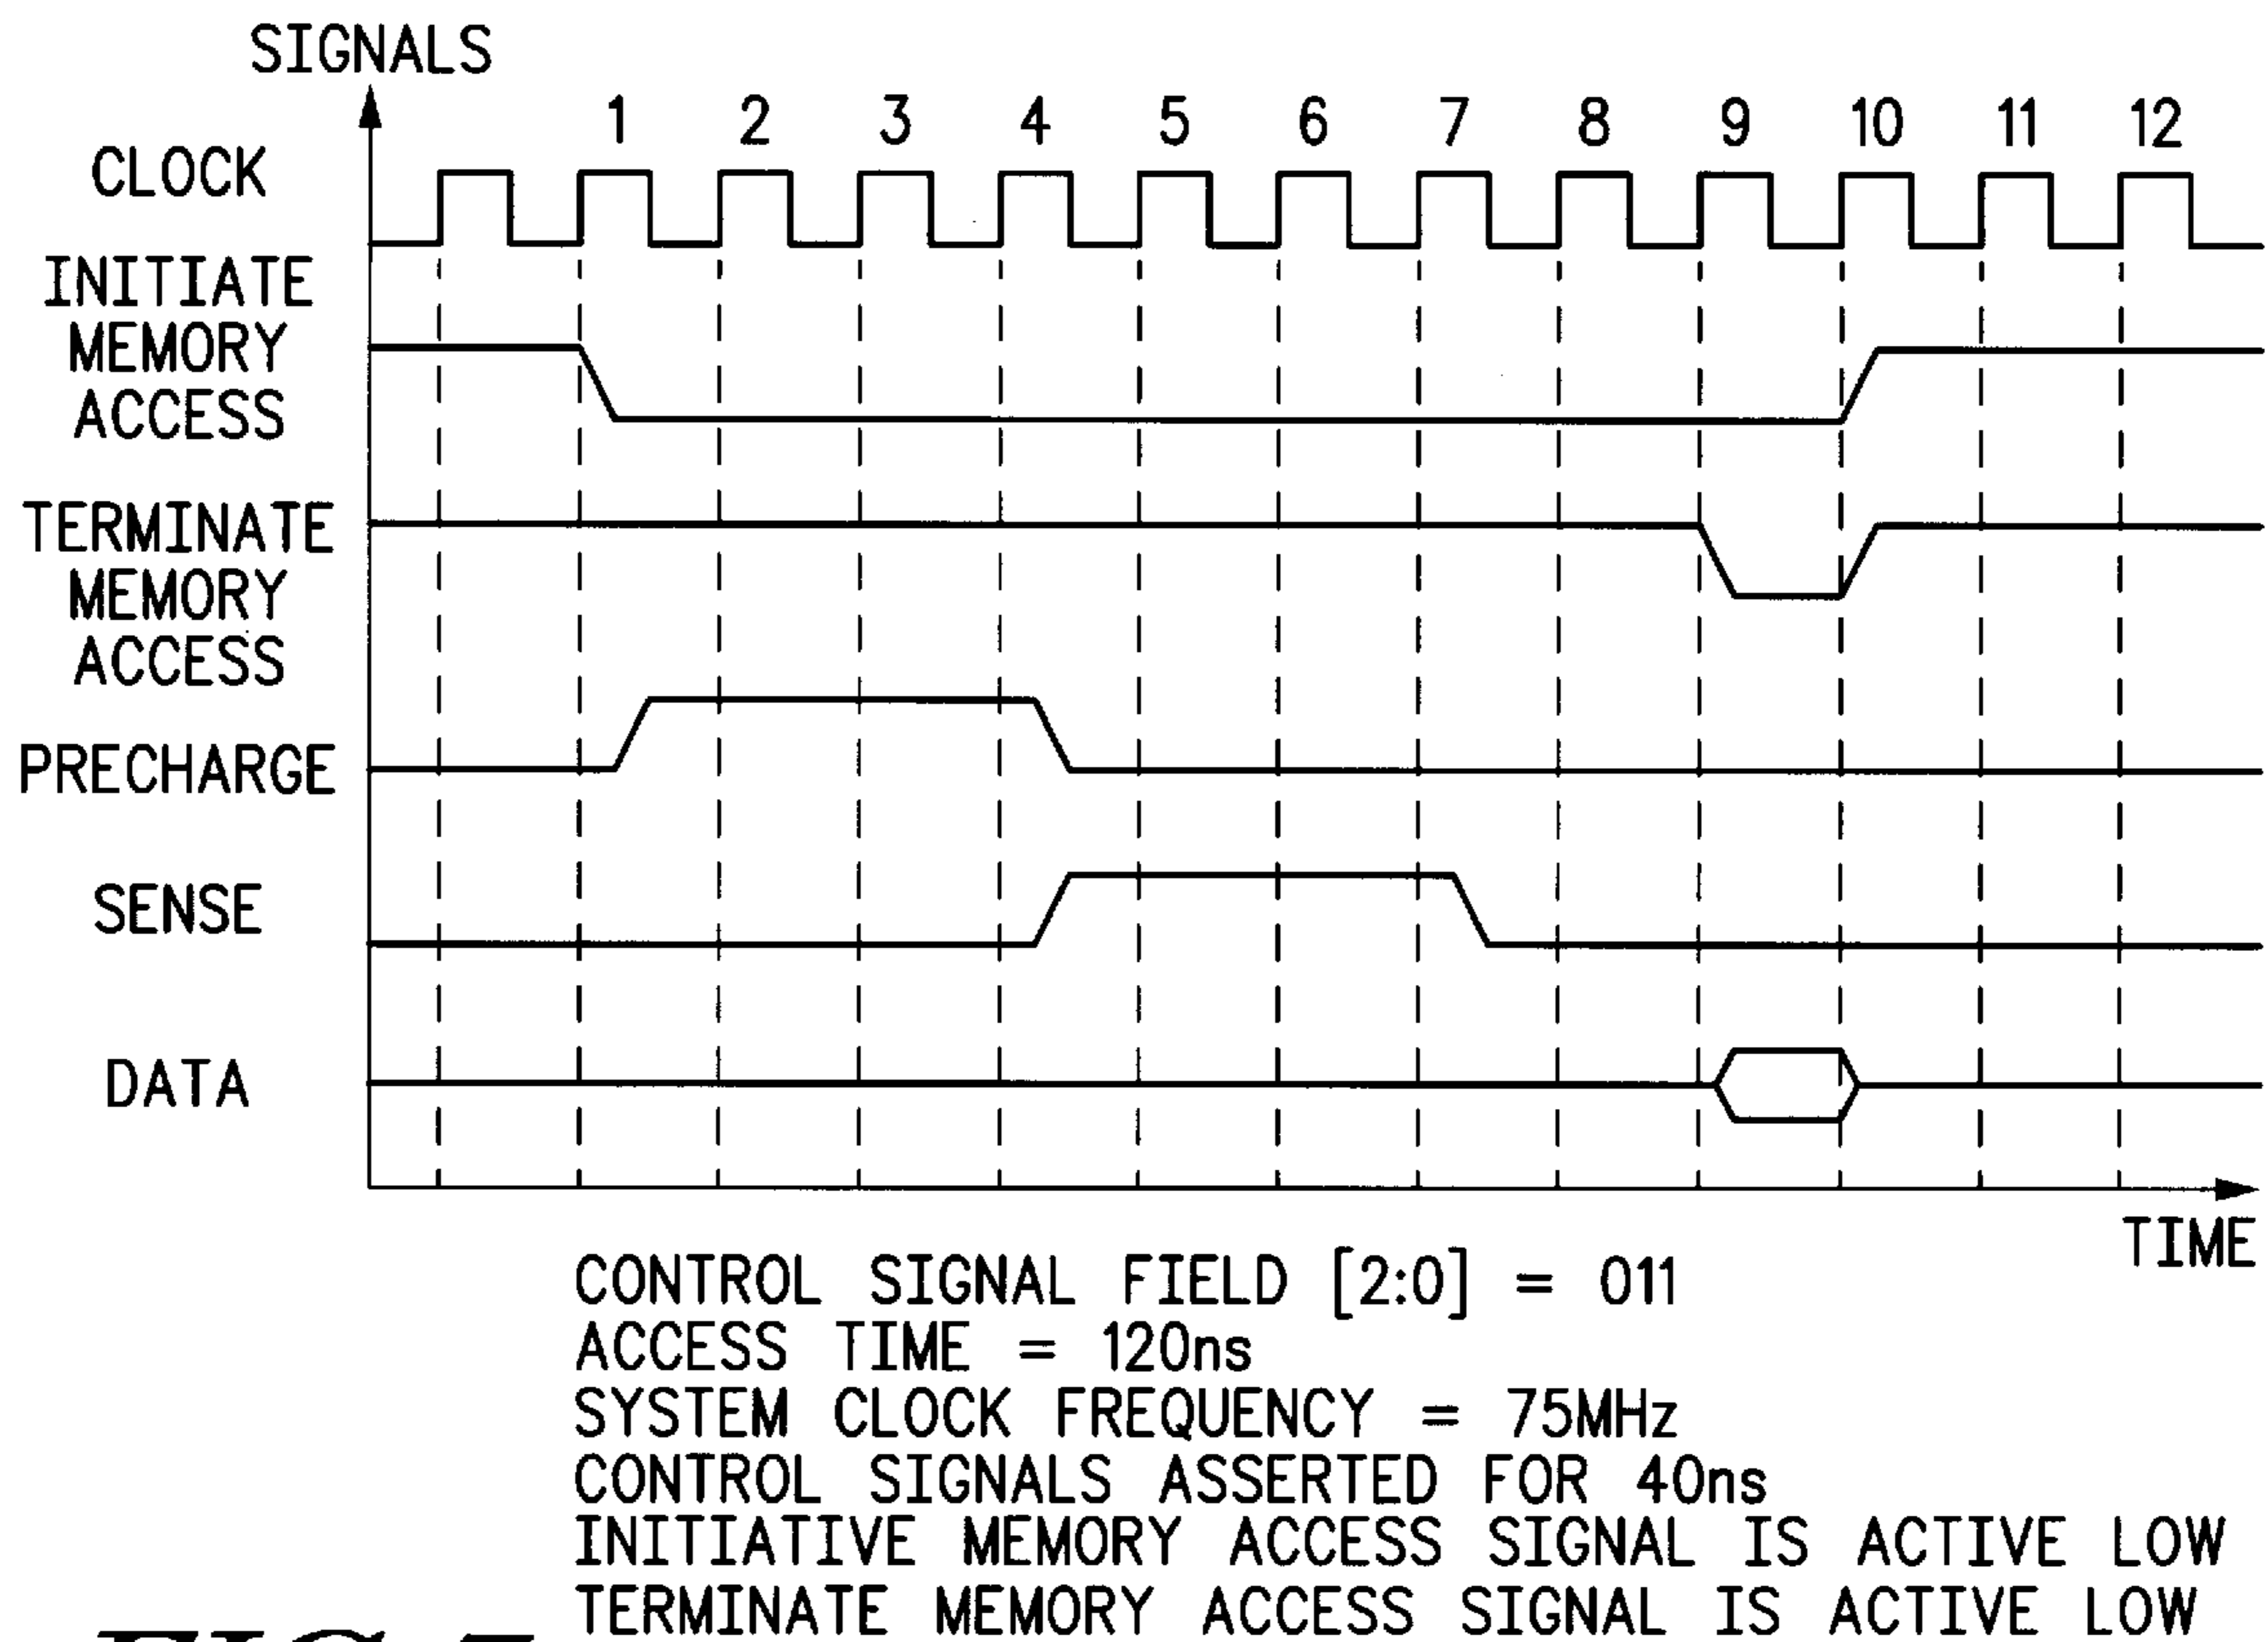 SIGNALS
1 2 3 4 5 6 7 8 9 10 11 12
CLOCK
INITIATE
MEMORY
ACCESS
TERMINATE
MEMORY
ACCESS
PRECHARGE
SENSE
DATA
TIME
CONTROL SIGNAL FIELD [2:0] = 011
ACCESS TIME = 120ns
SYSTEM CLOCK FREQUENCY = 75MHz
CONTROL SIGNALS ASSERTED FOR 40ns
INITIATIVE MEMORY ACCESS SIGNAL IS ACTIVE LOW
TERMINATE MEMORY ACCESS SIGNAL IS ACTIVE LOW